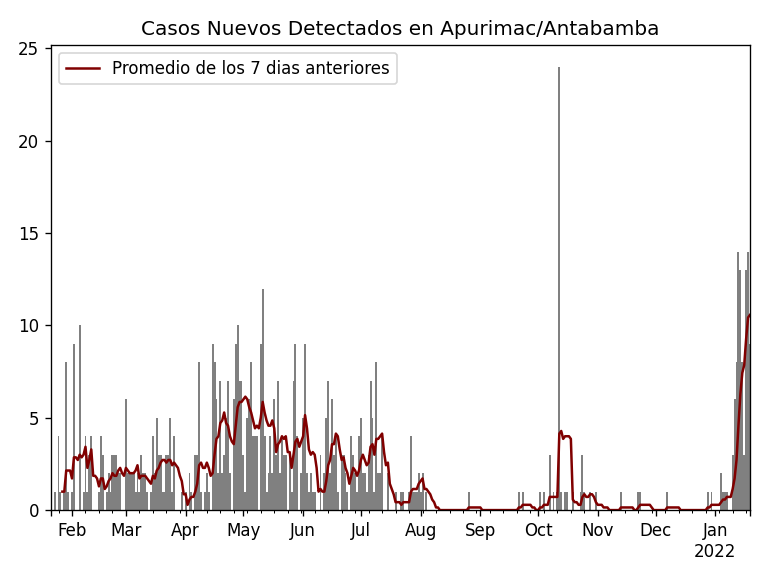 Casos Nuevos Detectados en Apurimac/Antabamba
Promedio de los 7 dias anteriores
25
20
15
10
5
0
Feb Mar Apr May Jun Jul Aug Sep Oct Nov Dec Jan
2022